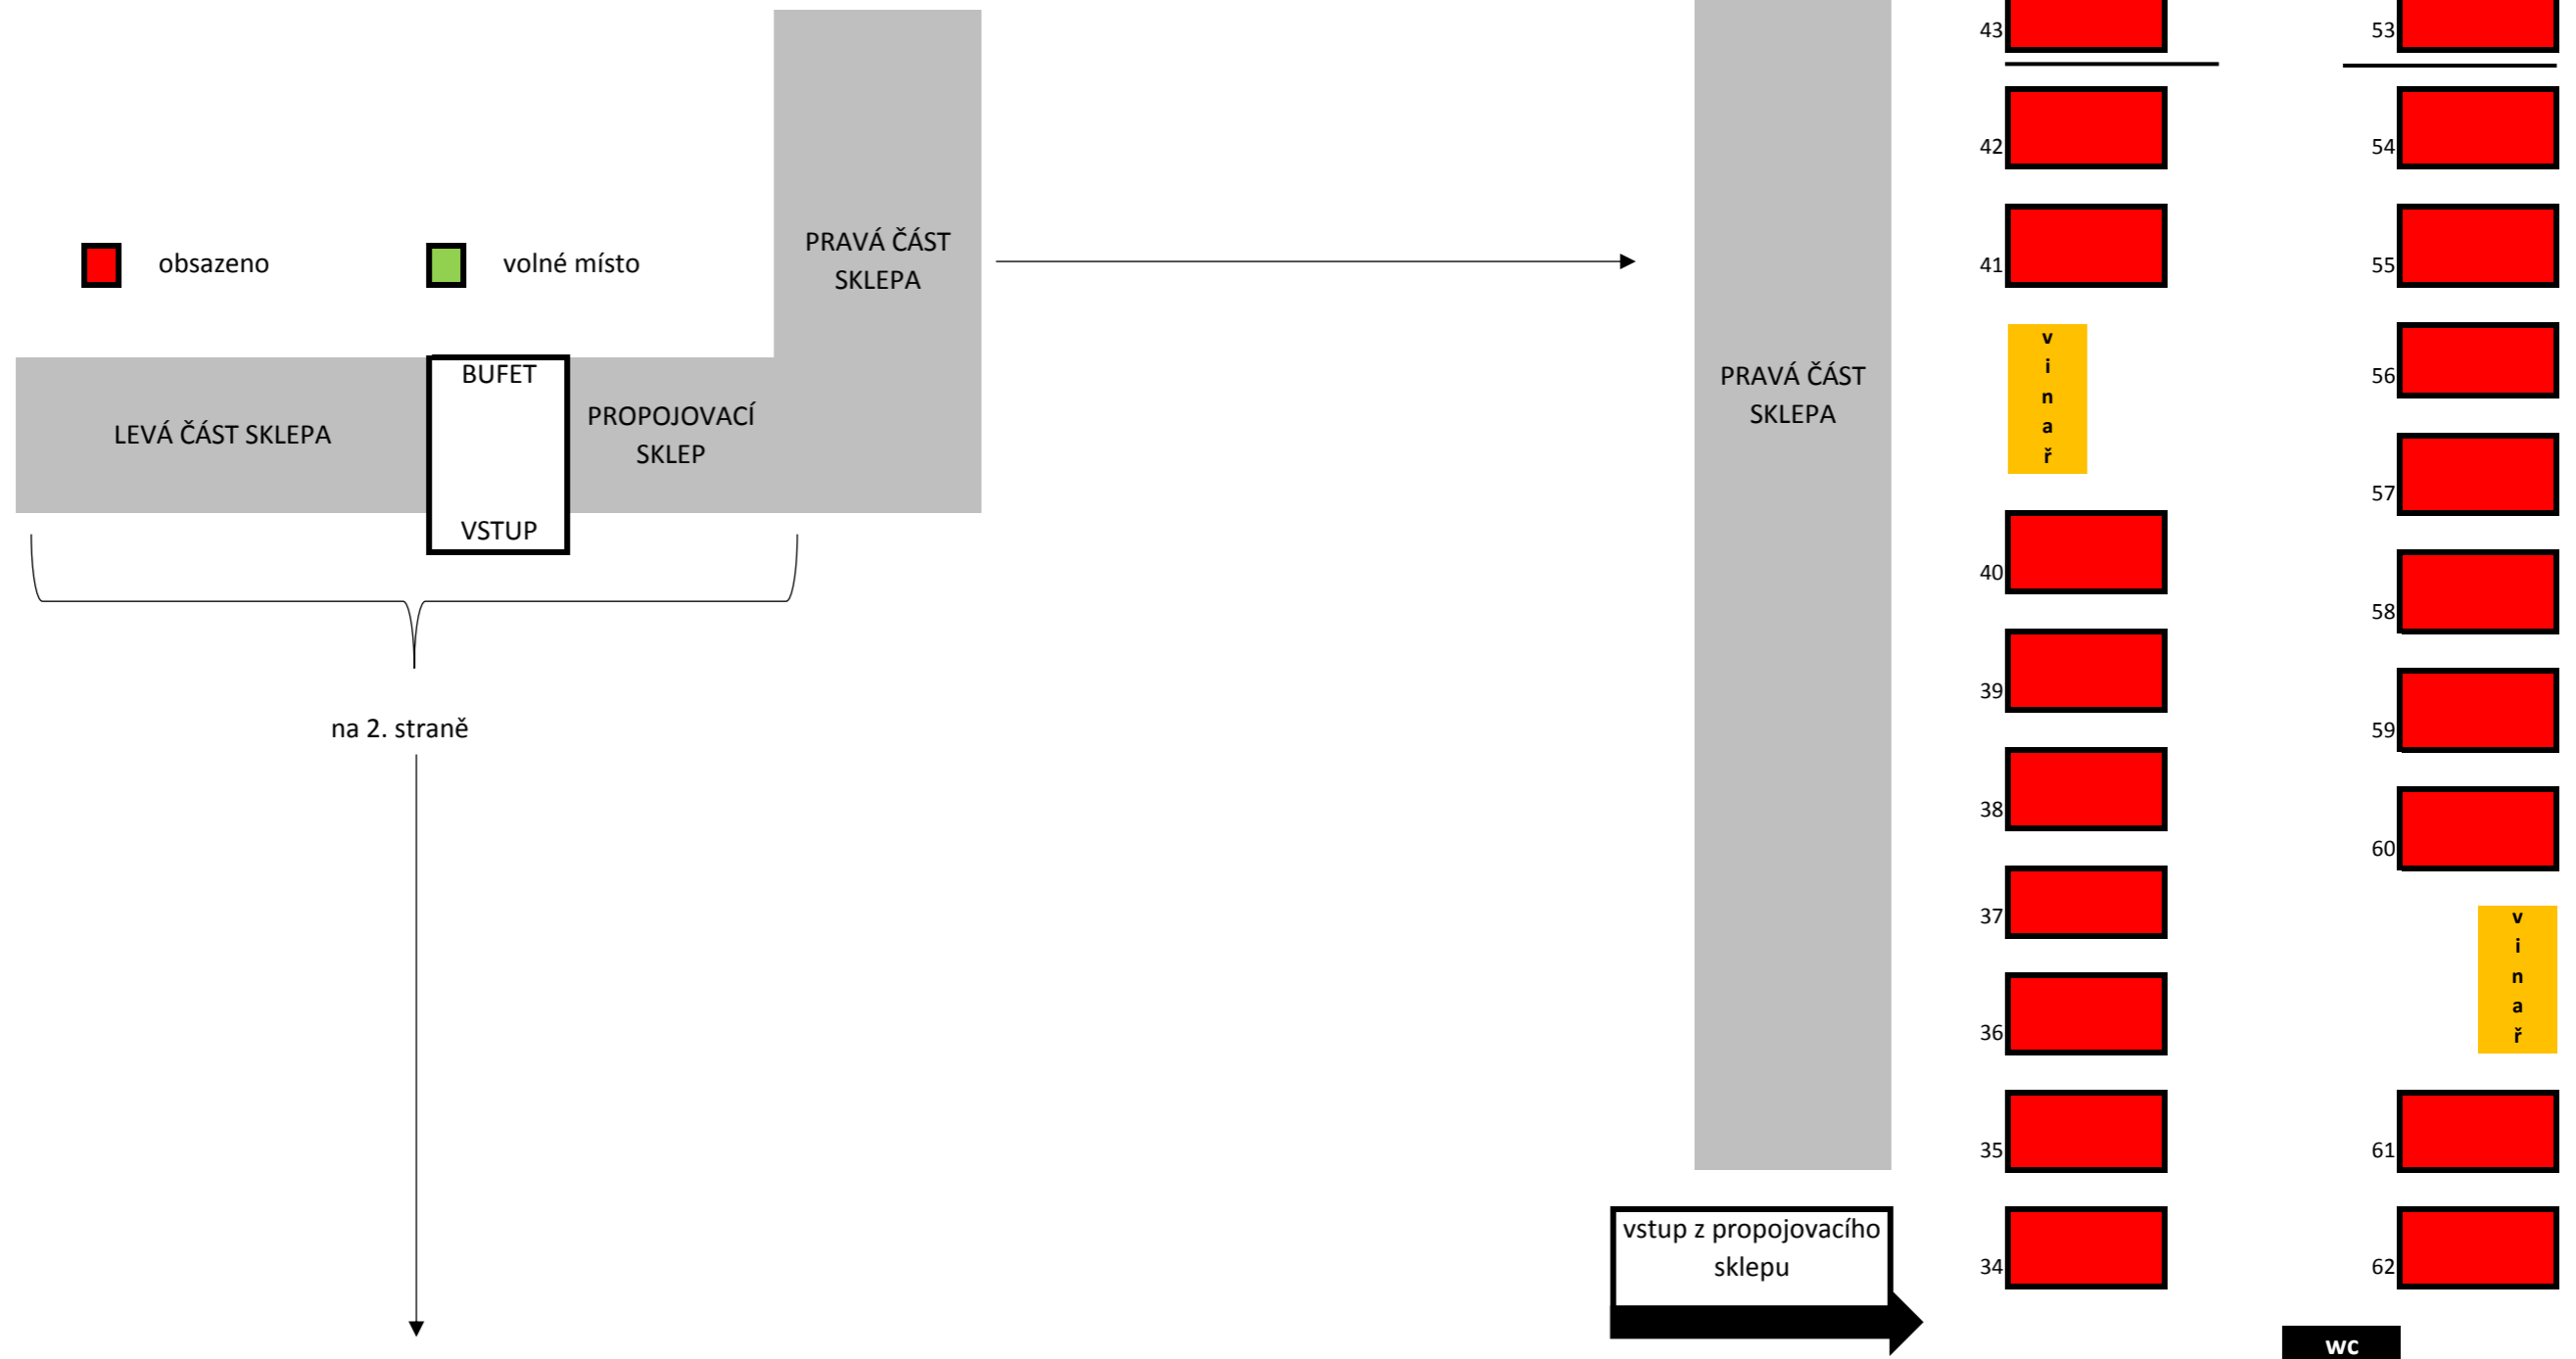 obsazeno
volné místo
PRAVÁ ČÁST
SKLEPA
BUFET
LEVÁ ČÁST SKLEPA
PROPOJOVACÍ
SKLEP
VSTUP
na 2. straně
PRAVÁ ČÁST
SKLEPA
vstup z propojovacího
sklepu
43
42
41
v
i
n
a
ř
40
39
38
37
36
35
34
53
54
55
56
57
58
59
60
v
i
n
a
ř
61
62
wc